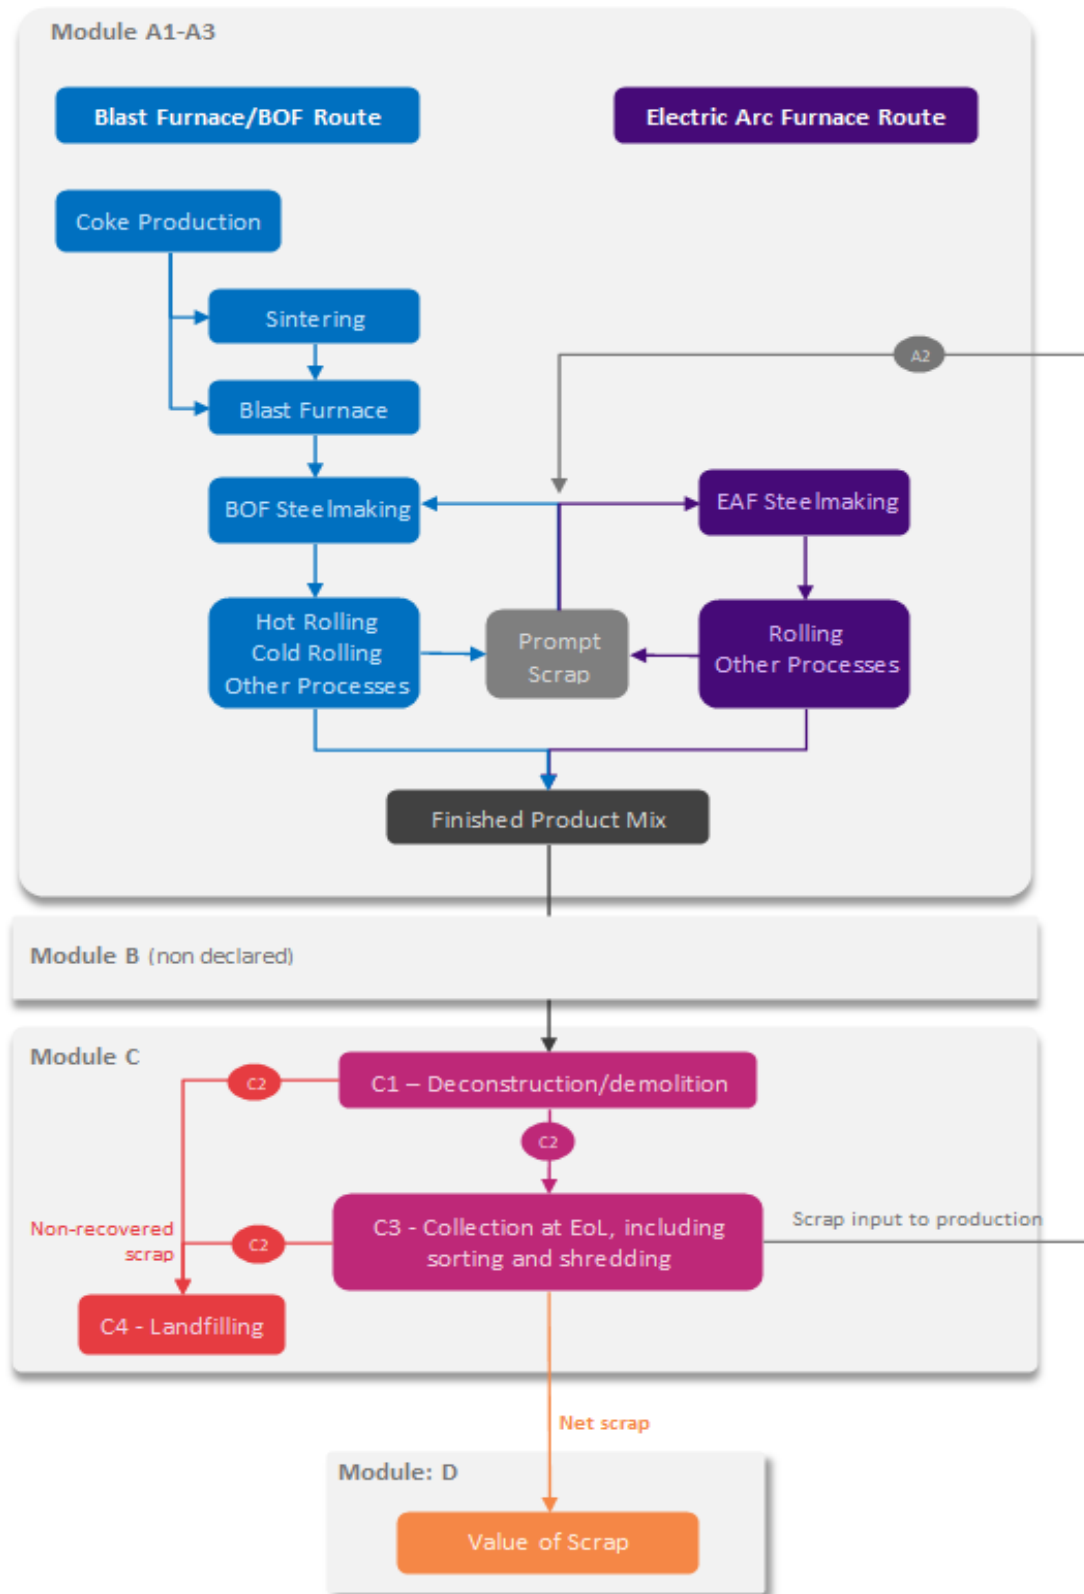 Module A1-A3
Blast Furnace/BOF Route
Electric Arc Furnace Route
Coke Production
Sintering
A2
Blast Furnace
BOF Steelmaking
EAF Steelmaking
Hot Rolling
Cold Rolling
Other Processes
Prompt
Scrap
Rolling
Other Processes
Finished Product Mix
Module B (non declared)
Module C
C2
C1 – Deconstruction/demolition
C2
Non-recovered
scrap
C2
C3 - Collection at EoL, including
sorting and shredding
Scrap input to production
C4 - Landfilling
Net scrap
Module: D
Value of Scrap